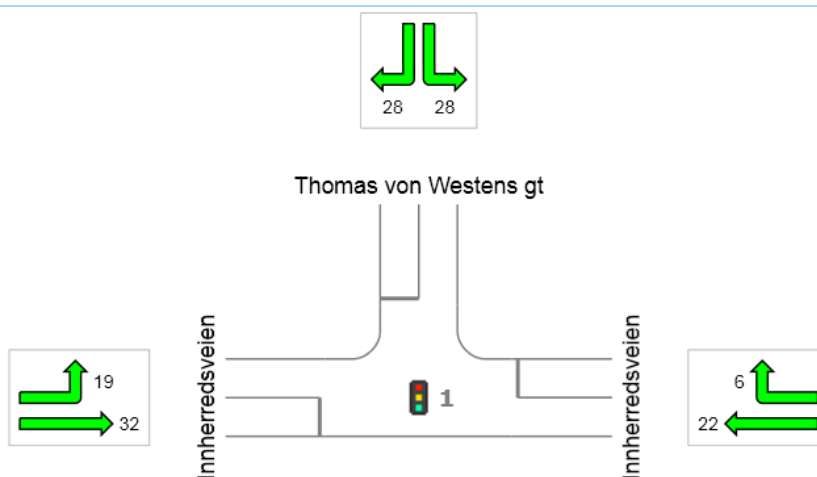 28 28
Thomas von Westens gt
Innherredsveien
19
32
1
Innherredsveien
6
22